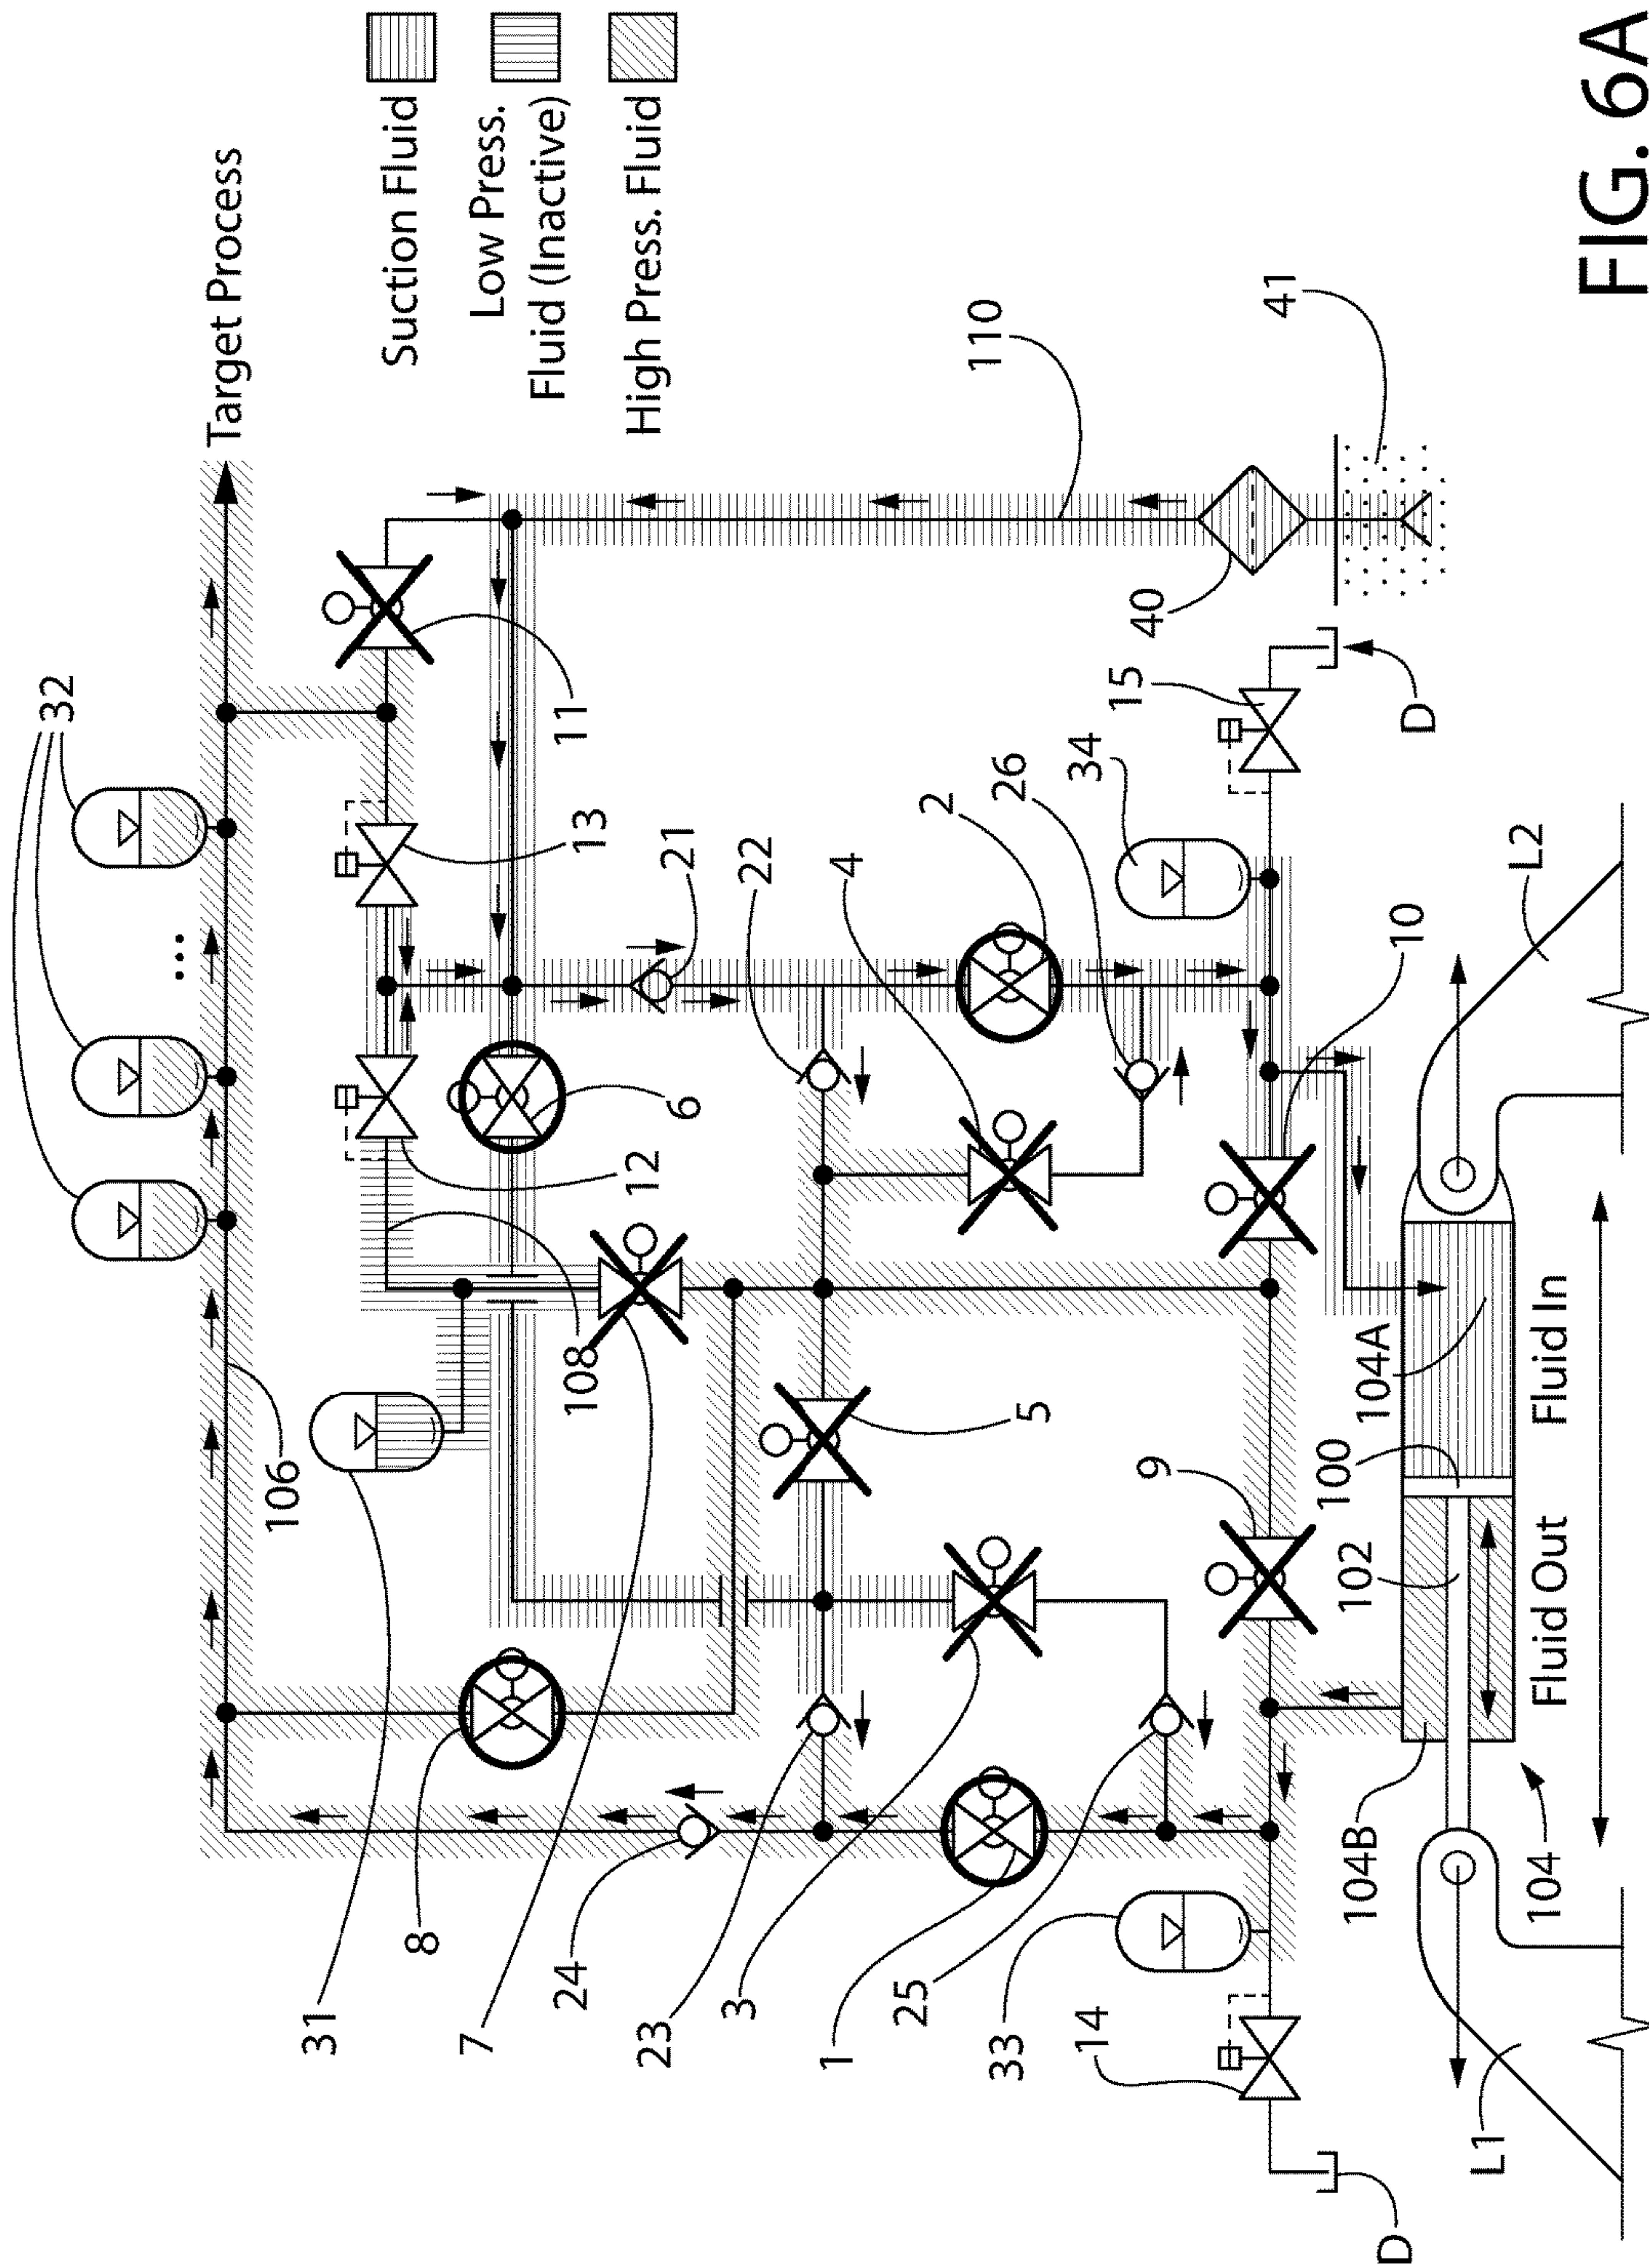 32
Target Process
Suction Fluid
Low Press.
Fluid (Inactive)
High Press. Fluid
106
31
108
12
6
13
11
110
8
7
24
23
3
5
21
22
4
26
2
1
25
33
14
9
10
34
15
40
41
D
D
L1
104B
104
102
100
104A
L2
Fluid Out
Fluid In
FIG. 6A